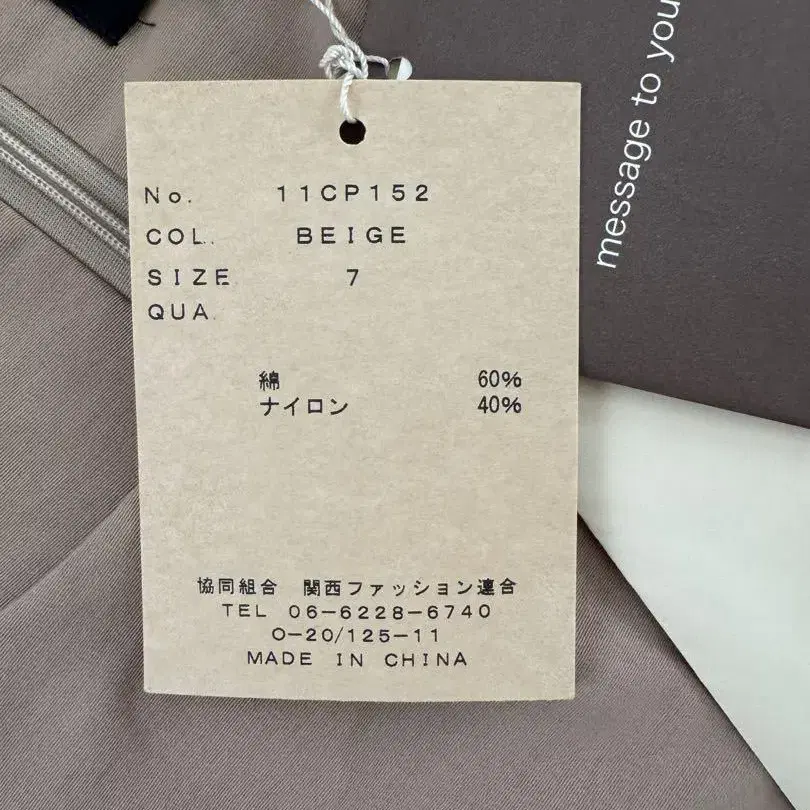 No. 11CP152
COL. BEIGE
SIZE 7
QUA.
綿 60%
ナイロン 40%
協同組合 関西ファッション連合
TEL 06-6228-6740
O-20/125-11
MADE IN CHINA
message to you